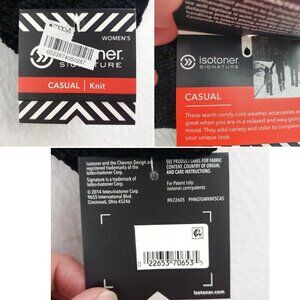 macy's
WOMEN'S
isotoner
SIGNATURE
CASUAL | Knit
isotoner
SIGNATURE
CASUAL
These warm comfy cold weather accessories a
great when you are in a relaxed and easy going
mood. They add variety and color to complete
your unique look.
isotoner and the Chevron Design are
registered trademarks of
totes»isotoner Corp.
Signature is a trademark of
totes»isotoner Corp.
© 2014 totes»isotoner Corp.
9655 International Blvd.
Cincinnati, Ohio 45246
SEE PRODUCT LABEL FOR FABRIC
CONTENT, COUNTRY OF ORIGIN,
AND CARE INSTRUCTIONS.
For Patent Info:
isotoner.com/patents
RN22605
0 22653 70653 5
isotoner.com